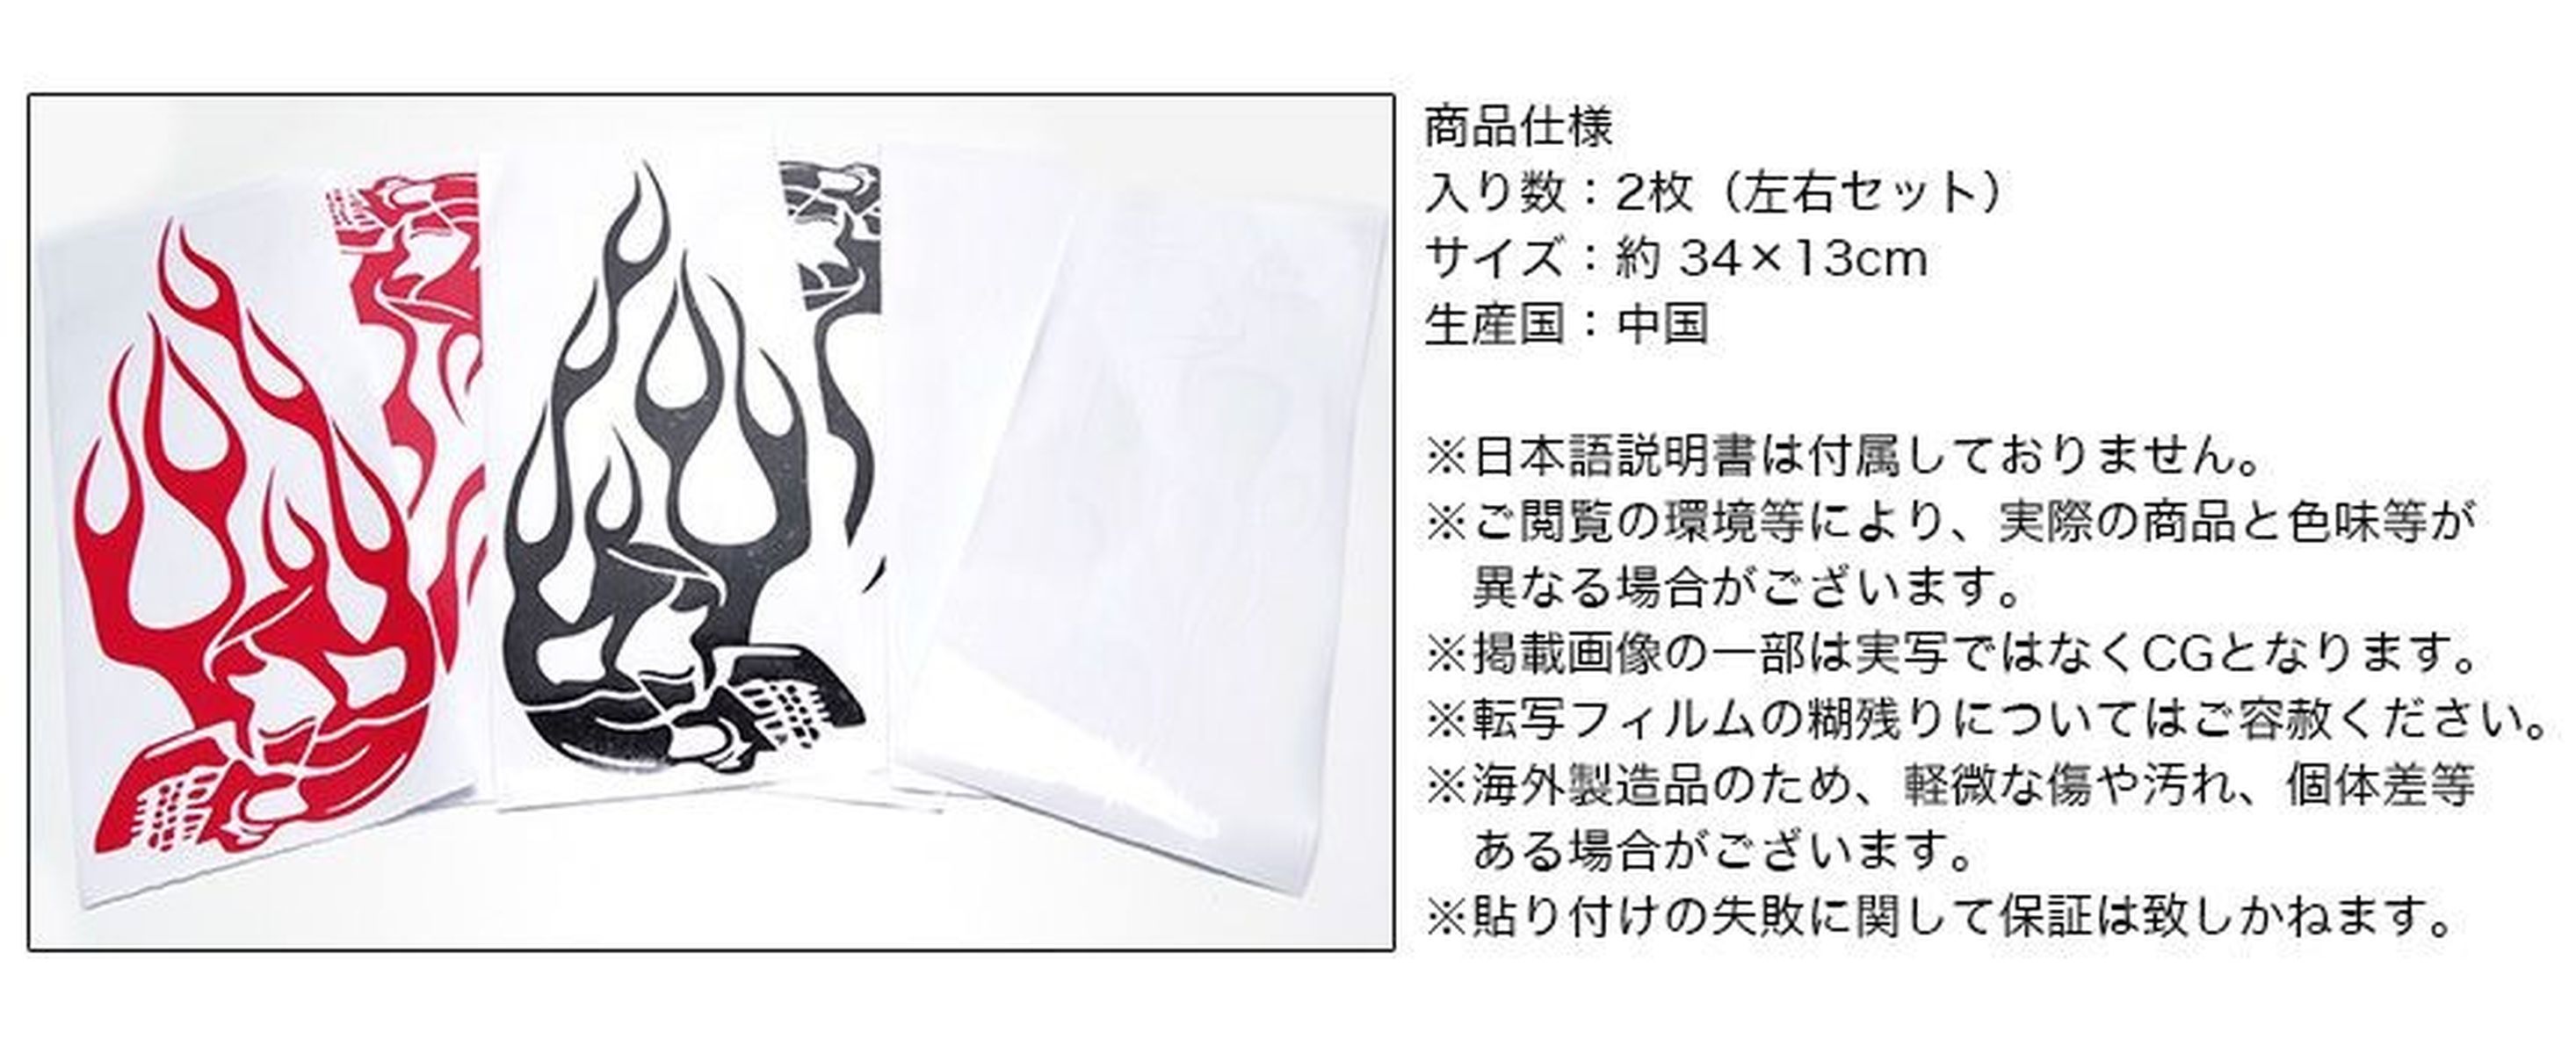 商品仕様
入り数：2枚（左右セット）
サイズ：約 34×13cm
生産国：中国
※日本語説明書は付属しておりません。
※ご閲覧の環境等により、実際の商品と色味等が
異なる場合がございます。
※掲載画像の一部は実写ではなくCGとなります。
※転写フィルムの糊残りについてはご容赦ください。
※海外製造品のため、軽微な傷や汚れ、個体差等
ある場合がございます。
※貼り付けの失敗に関して保証は致しかねます。